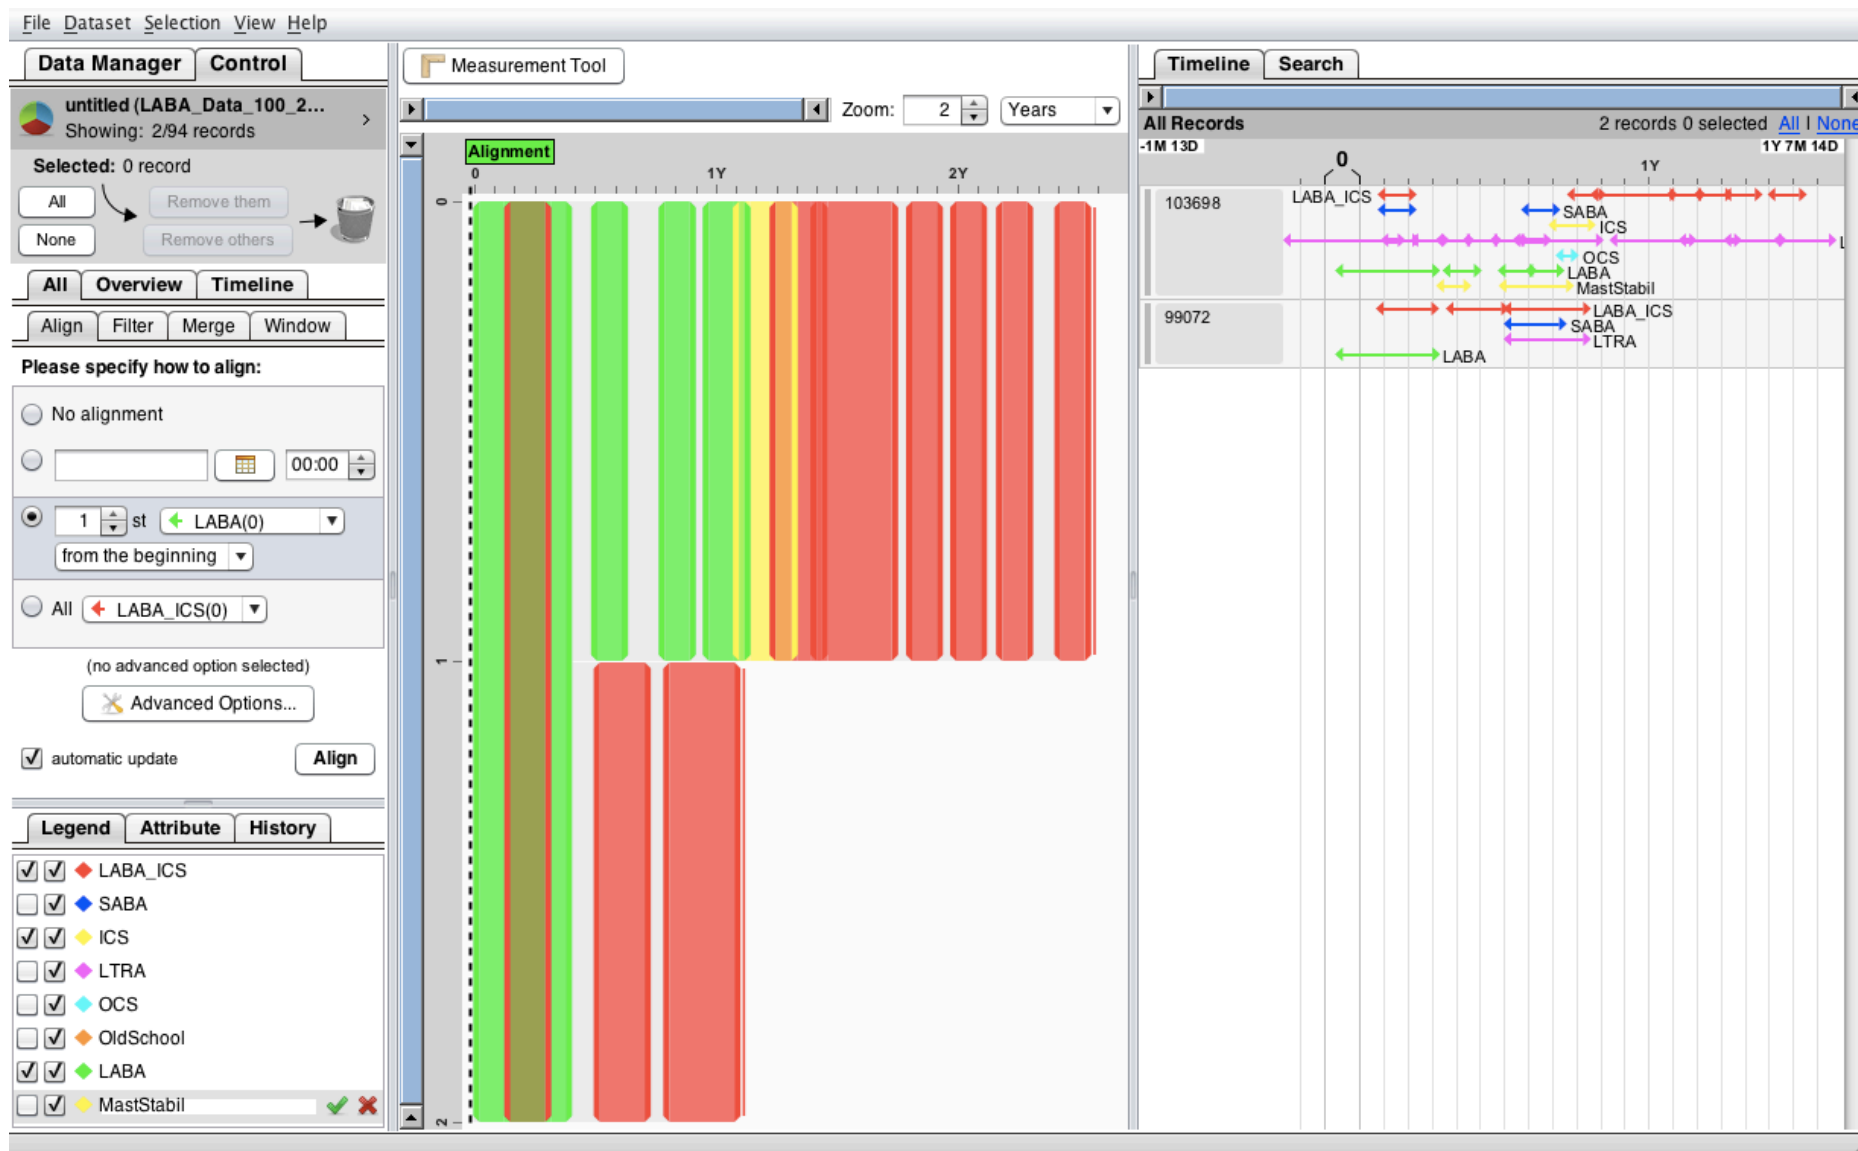 File Dataset Selection View Help
Data Manager Control
untitled (LABA_Data_100_2...
Showing: 2/94 records
Selected: 0 record
All
Remove them
None
Remove others
All Overview Timeline
Align Filter Merge Window
Please specify how to align:
No alignment
00:00
1 st LABA(0)
from the beginning
All LABA_ICS(0)
(no advanced option selected)
Advanced Options...
automatic update Align
Legend Attribute History
LABA_ICS
SABA
ICS
LTRA
OCS
OldSchool
LABA
MastStabil
Measurement Tool
Zoom: 2 Years
Alignment
0 1Y 2Y
0
1
2
Timeline Search
All Records 2 records 0 selected All | None
-1M 13D 1Y 7M 14D
0 1Y
103698
LABA_ICS
SABA
ICS
L
OCS
LABA
MastStabil
99072
LABA_ICS
SABA
LTRA
LABA